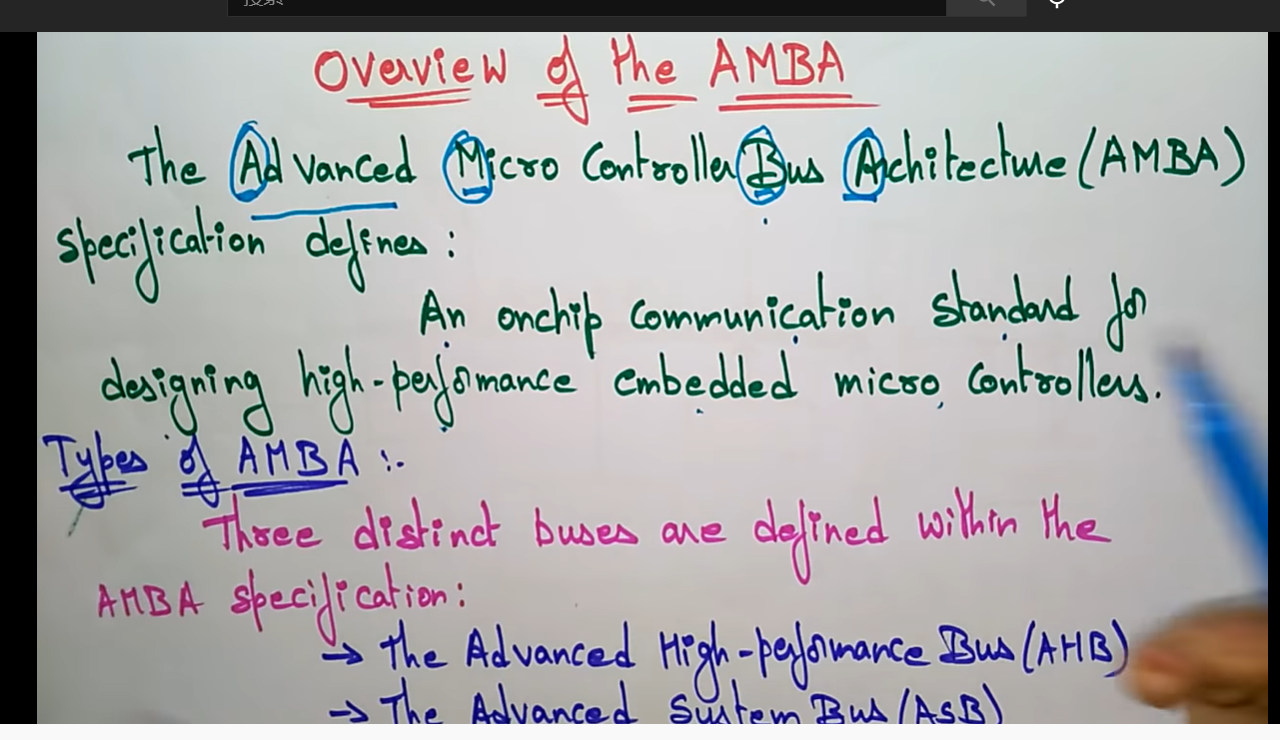 搜索
Overview of the AMBA
The Advanced Micro Controller Bus Architecture (AMBA)
specification defines :
An onchip communication standard for
designing high-performance embedded micro controllers.
Types of AMBA :-
Three distinct buses are defined within the
AMBA specification:
→ The Advanced High-performance Bus (AHB)
→ The Advanced System Bus (ASB)